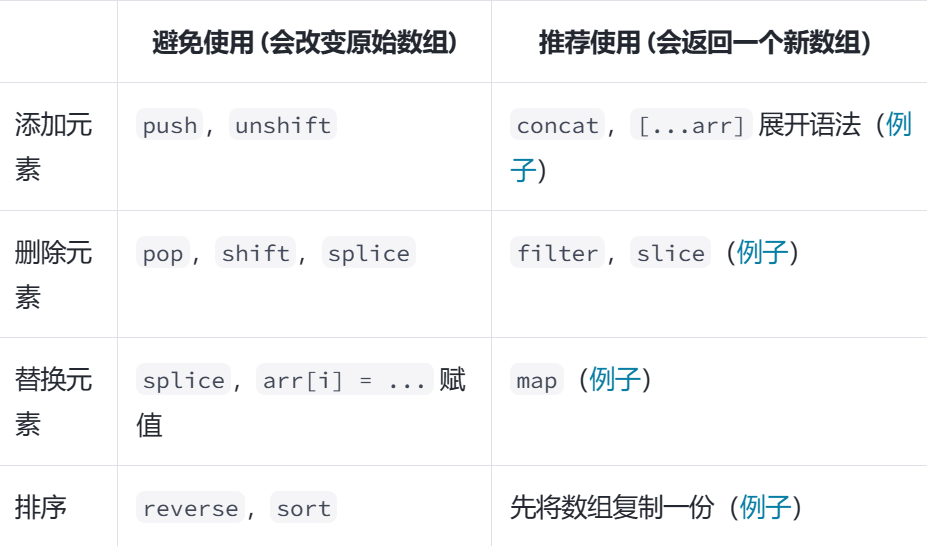 避免使用 (会改变原始数组) 推荐使用 (会返回一个新数组)
添加元素 push，unshift concat，[...arr] 展开语法（例子）
删除元素 pop，shift，splice filter，slice（例子）
替换元素 splice，arr[i] = ... 赋值 map（例子）
排序 reverse，sort 先将数组复制一份（例子）